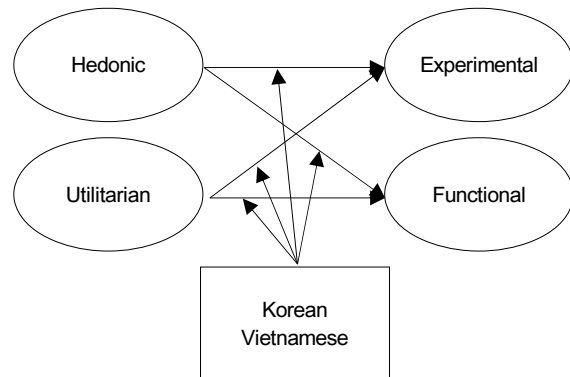 Hedonic
Experimental
Utilitarian
Functional
Korean
Vietnamese